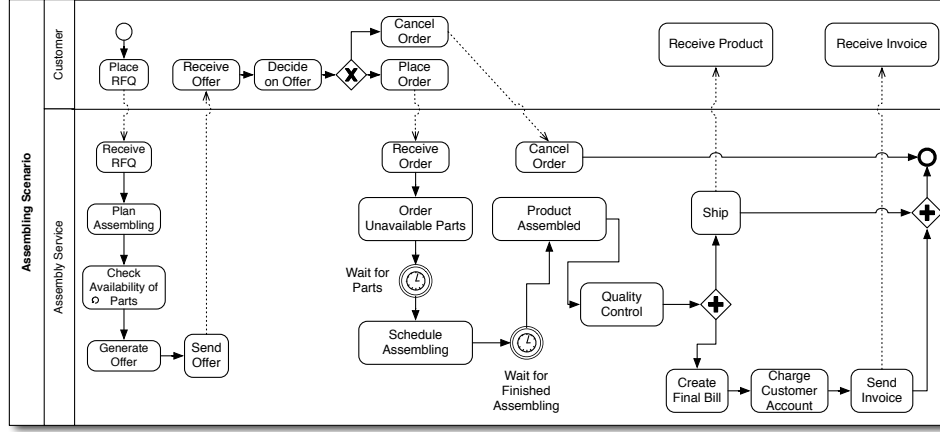 Assembling Scenario
Customer
Place
RFQ
Receive
Offer
Decide
on Offer
X
Cancel
Order
Place
Order
Receive Product
Receive Invoice
Assembly Service
Receive
RFQ
Plan
Assembling
Check
Availability of
Parts
Generate
Offer
Send
Offer
Receive
Order
Order
Unavailable Parts
Wait for
Parts
Schedule
Assembling
Wait for
Finished
Assembling
Cancel
Order
Product
Assembled
Quality
Control
Ship
Create
Final Bill
Charge
Customer
Account
Send
Invoice